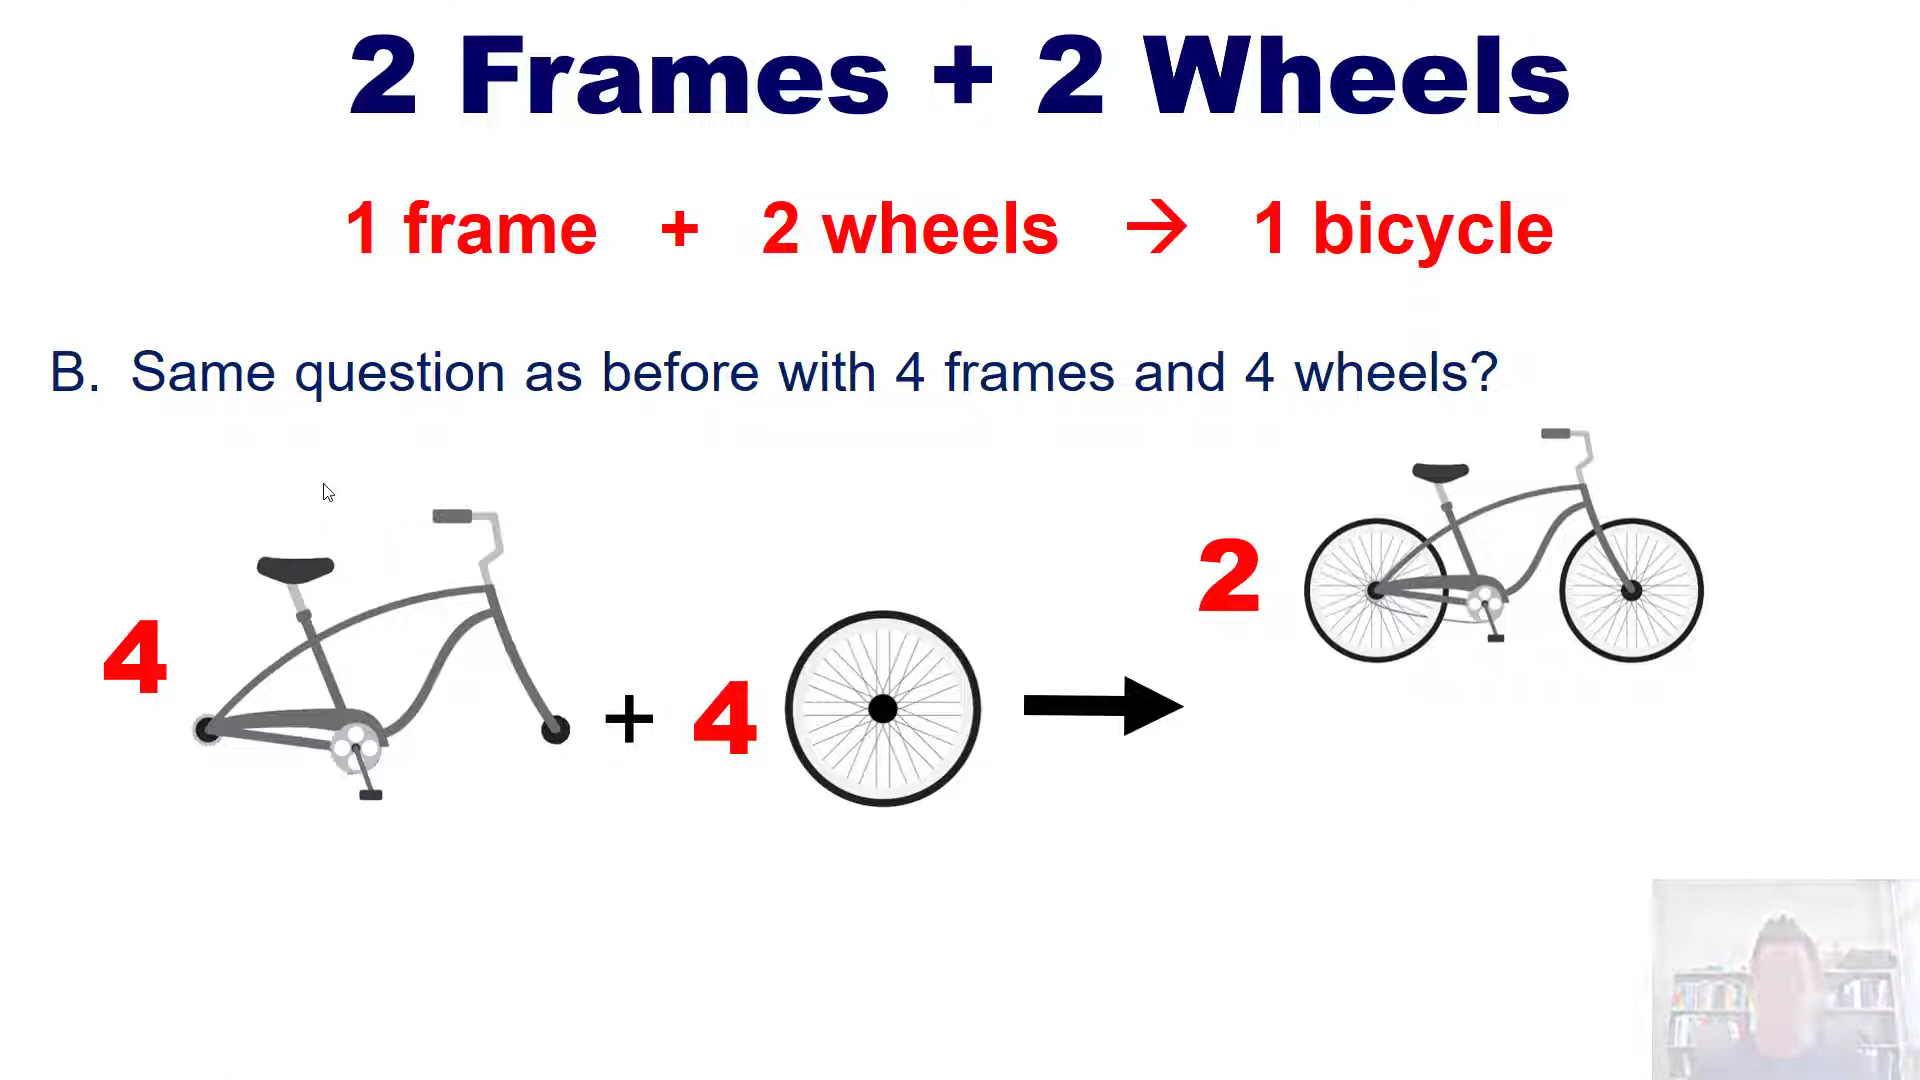 2 Frames + 2 Wheels
1 frame + 2 wheels → 1 bicycle
B. Same question as before with 4 frames and 4 wheels?
4 + 4 2